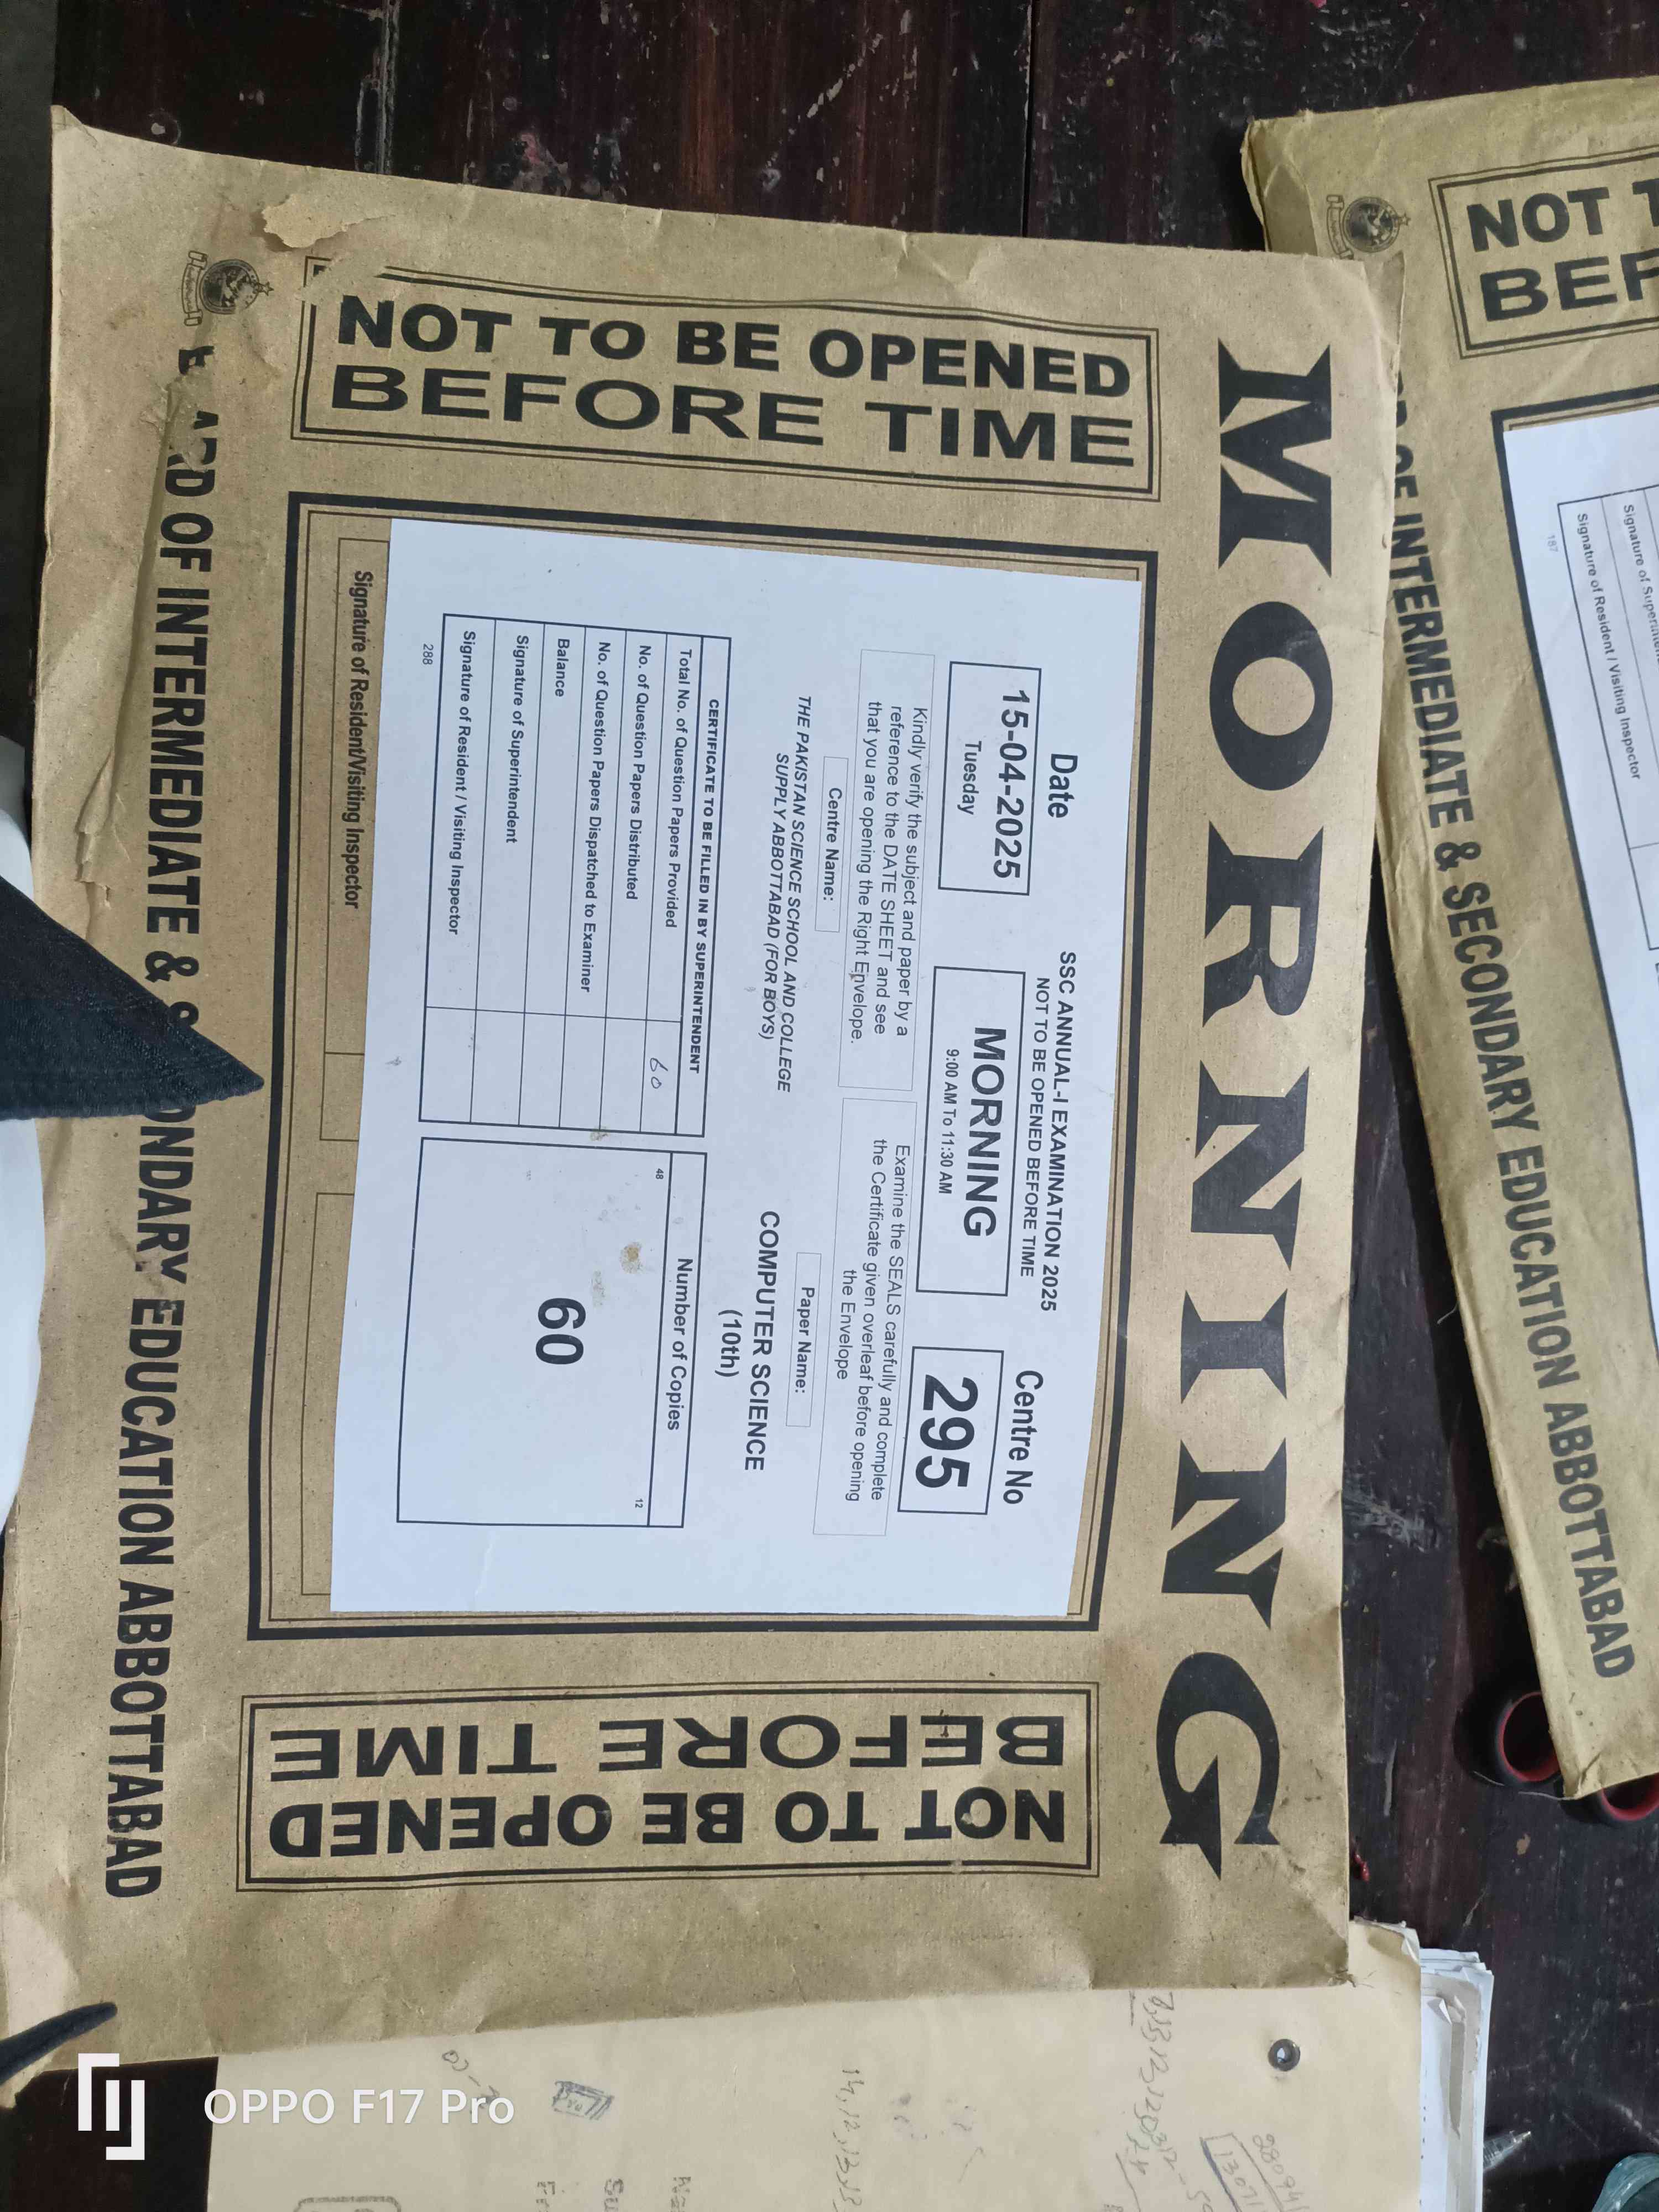 MORNING
NOT TO BE OPENED
BEFORE TIME
Date
15-04-2025
Tuesday
SSC ANNUAL-I EXAMINATION 2025
NOT TO BE OPENED BEFORE TIME
MORNING
9:00 AM To 11:30 AM
Centre No
295
Kindly verify the subject and paper by a
reference to the DATE SHEET and see
that you are opening the Right Envelope.
Examine the SEALS carefully and complete
the Certificate given overleaf before opening
the Envelope
Centre Name:
THE PAKISTAN SCIENCE SCHOOL AND COLLEGE
SUPPLY ABBOTTABAD (FOR BOYS)
Paper Name:
COMPUTER SCIENCE
(10th)
CERTIFICATE TO BE FILLED IN BY SUPERINTENDENT
Total No. of Question Papers Provided 60
No. of Question Papers Distributed
No. of Question Papers Dispatched to Examiner
Balance
Signature of Superintendent
Signature of Resident / Visiting Inspector
288
Number of Copies
48
12
60
Signature of Resident/Visiting Inspector
NOT TO BE OPENED
BEFORE TIME
ARD OF INTERMEDIATE & S ONDARY EDUCATION ABBOTTABAD
NOT T
BEF
Signature of Superinten
Signature of Resident / Visiting Inspector
187
OF INTERMEDIATE & SECONDARY EDUCATION ABBOTTABAD
OPPO F17 Pro